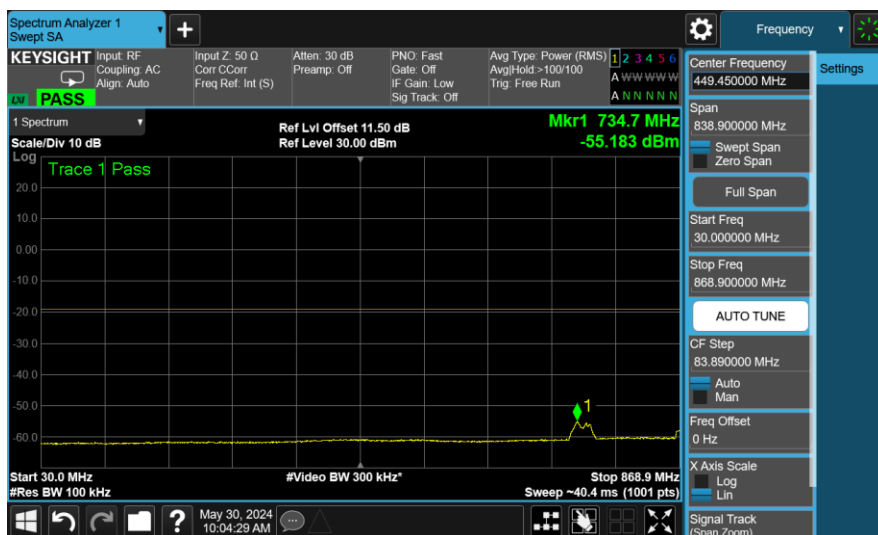 Spectrum Analyzer 1
Swept SA
Frequency
KEYSIGHT
Input: RF
Coupling: AC
Align: Auto
Input Z: 50 Ω
Corr CCorr
Freq Ref: Int (S)
Atten: 30 dB
Preamp: Off
PNO: Fast
Gate: Off
IF Gain: Low
Sig Track: Off
Avg Type: Power (RMS)
Avg|Hold:>100/100
Trig: Free Run
1 2 3 4 5 6
A W W W W W
A N N N N N
LXI PASS
1 Spectrum
Scale/Div 10 dB
Ref Lvl Offset 11.50 dB
Ref Level 30.00 dBm
Mkr1 734.7 MHz
-55.183 dBm
Log
Trace 1 Pass
20.0
10.0
0.00
-10.0
-20.0
-30.0
-40.0
-50.0
-60.0
1
Start 30.0 MHz
#Res BW 100 kHz
#Video BW 300 kHz*
Stop 868.9 MHz
Sweep ~40.4 ms (1001 pts)
May 30, 2024
10:04:29 AM
Center Frequency
449.450000 MHz
Span
838.900000 MHz
Swept Span
Zero Span
Full Span
Start Freq
30.000000 MHz
Stop Freq
868.900000 MHz
AUTO TUNE
CF Step
83.890000 MHz
Auto
Man
Freq Offset
0 Hz
X Axis Scale
Log
Lin
Signal Track
(Span Zoom)
Settings